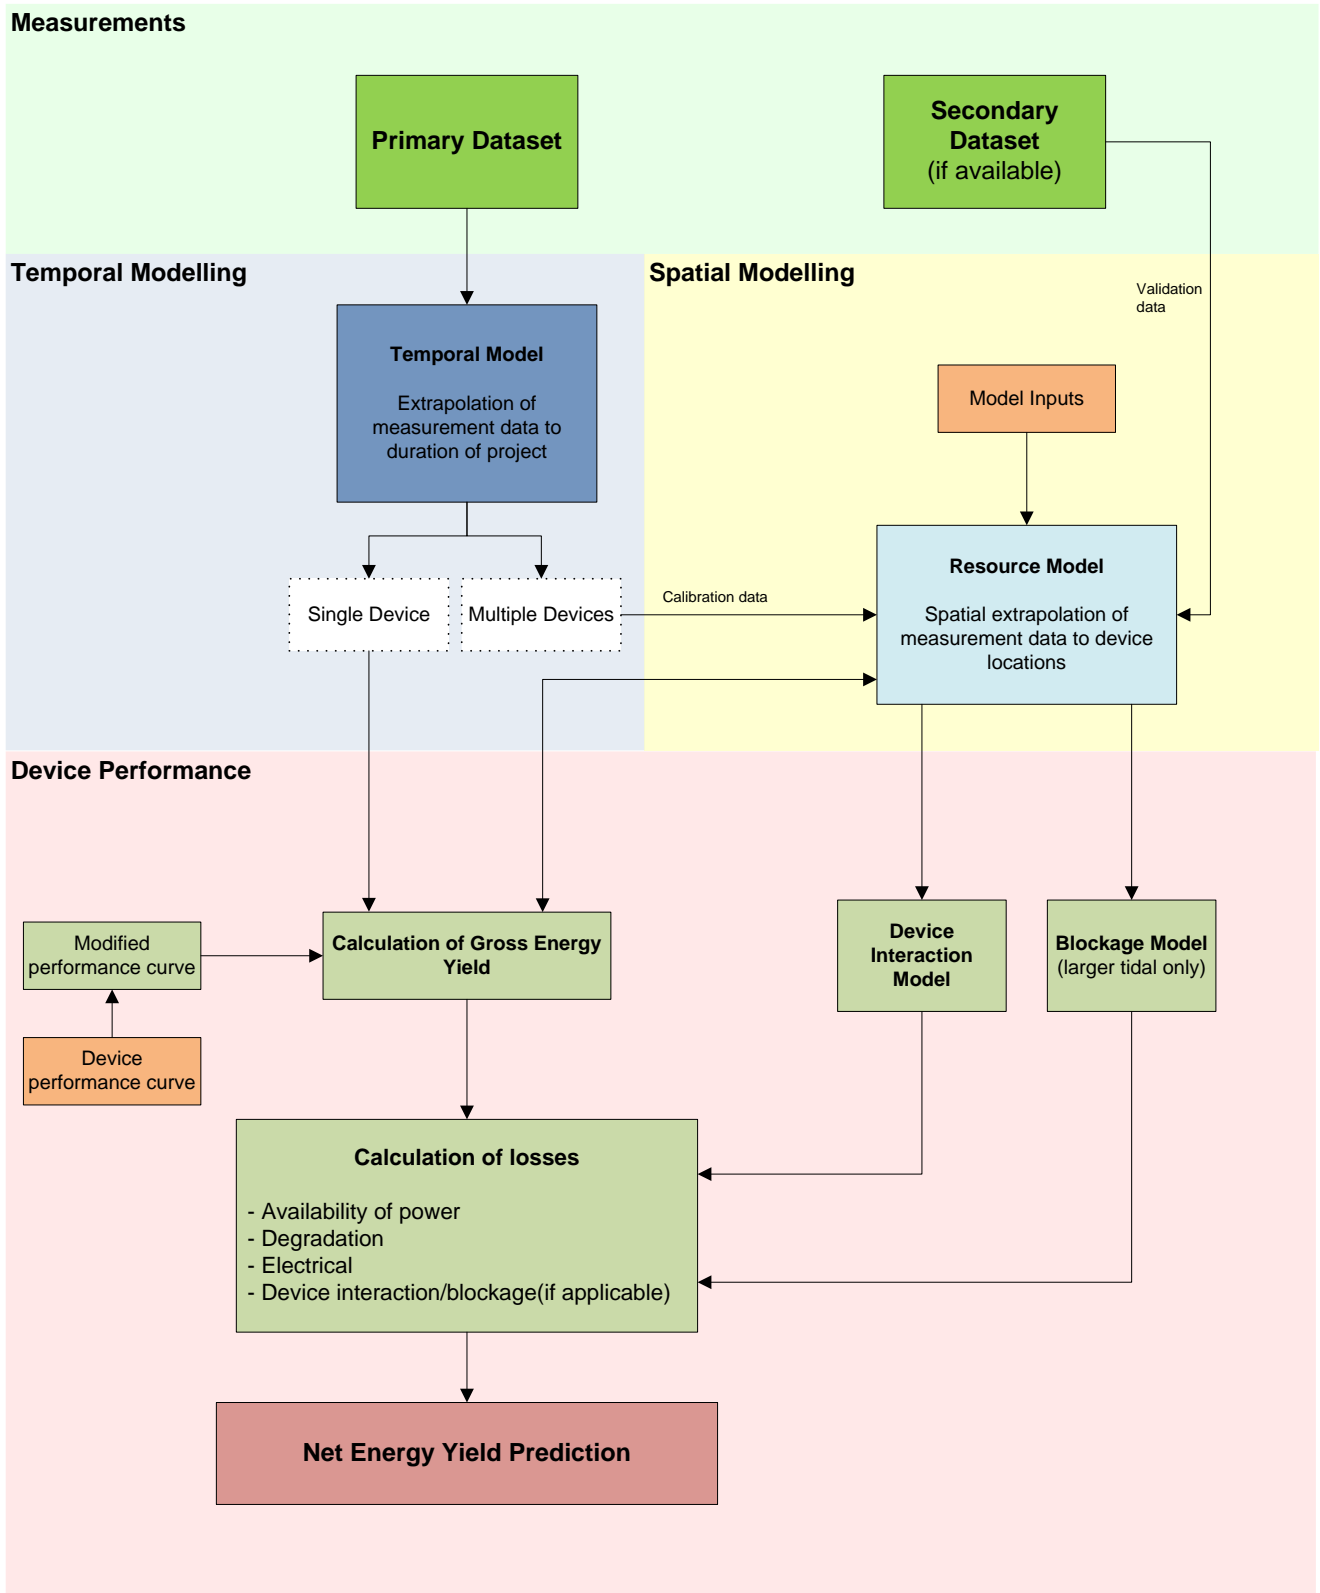 Measurements
Primary Dataset
Secondary
Dataset
(if available)
Temporal Modelling
Spatial Modelling
Validation
data
Temporal Model
Extrapolation of
measurement data to
duration of project
Model Inputs
Resource Model
Spatial extrapolation of
measurement data to device
locations
Single Device
Multiple Devices
Calibration data
Device Performance
Modified
performance curve
Calculation of Gross Energy
Yield
Device
Interaction
Model
Blockage Model
(larger tidal only)
Device
performance curve
Calculation of losses
- Availability of power
- Degradation
- Electrical
- Device interaction/blockage(if applicable)
Net Energy Yield Prediction